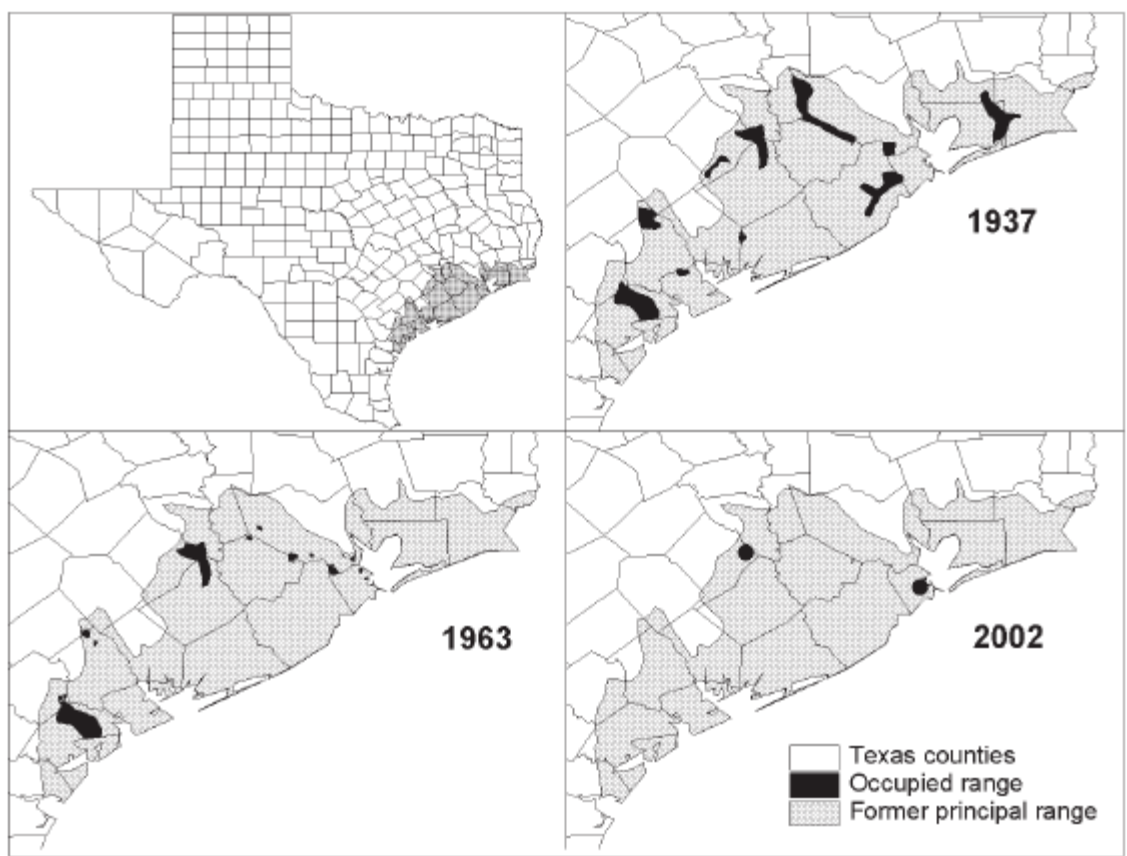 1937
1963
2002
Texas counties
Occupied range
Former principal range